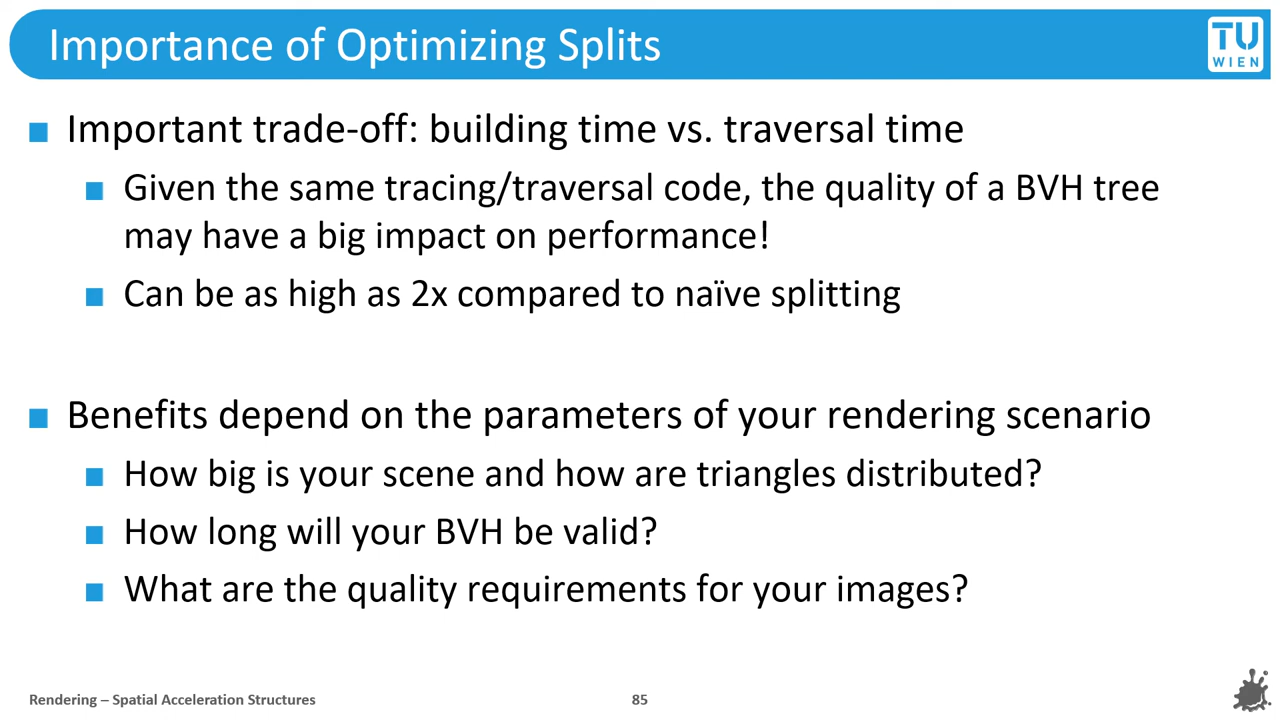 Importance of Optimizing Splits
TU
WIEN
Important trade-off: building time vs. traversal time
Given the same tracing/traversal code, the quality of a BVH tree
may have a big impact on performance!
Can be as high as 2x compared to naïve splitting
Benefits depend on the parameters of your rendering scenario
How big is your scene and how are triangles distributed?
How long will your BVH be valid?
What are the quality requirements for your images?
Rendering – Spatial Acceleration Structures
85